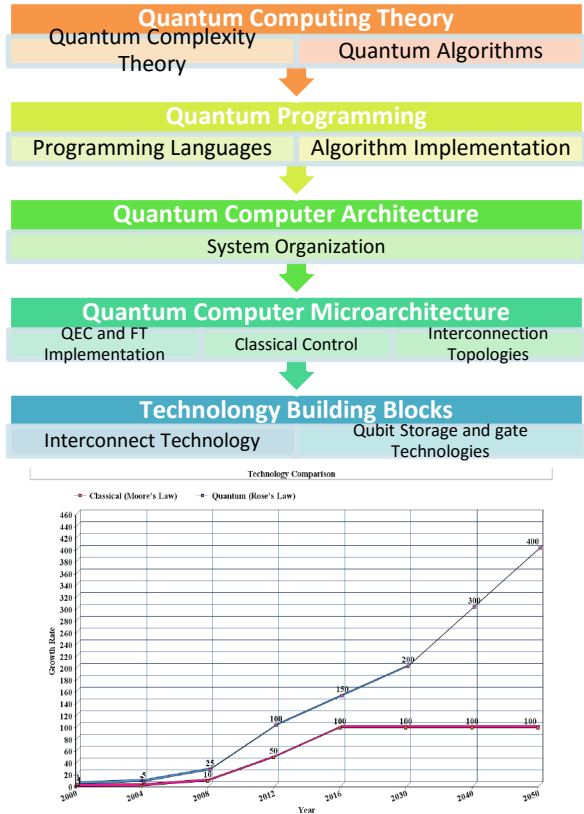 Quantum Computing Theory
Quantum Complexity
Theory
Quantum Algorithms
Quantum Programming
Programming Languages
Algorithm Implementation
Quantum Computer Architecture
System Organization
Quantum Computer Microarchitecture
QEC and FT
Implementation
Classical Control
Interconnection
Topologies
Technolongy Building Blocks
Interconnect Technology
Qubit Storage and gate
Technologies
Technology Comparison
Classical (Moore's Law)
Quantum (Rose's Law)
460
440
420
400
380
360
340
320
300
280
260
240
220
200
180
160
140
120
100
80
60
40
20
0
Growth Rate
5
25
100
150
200
300
400
10
50
100
100
100
100
2000
2004
2008
2012
2016
2030
2040
2050
Year